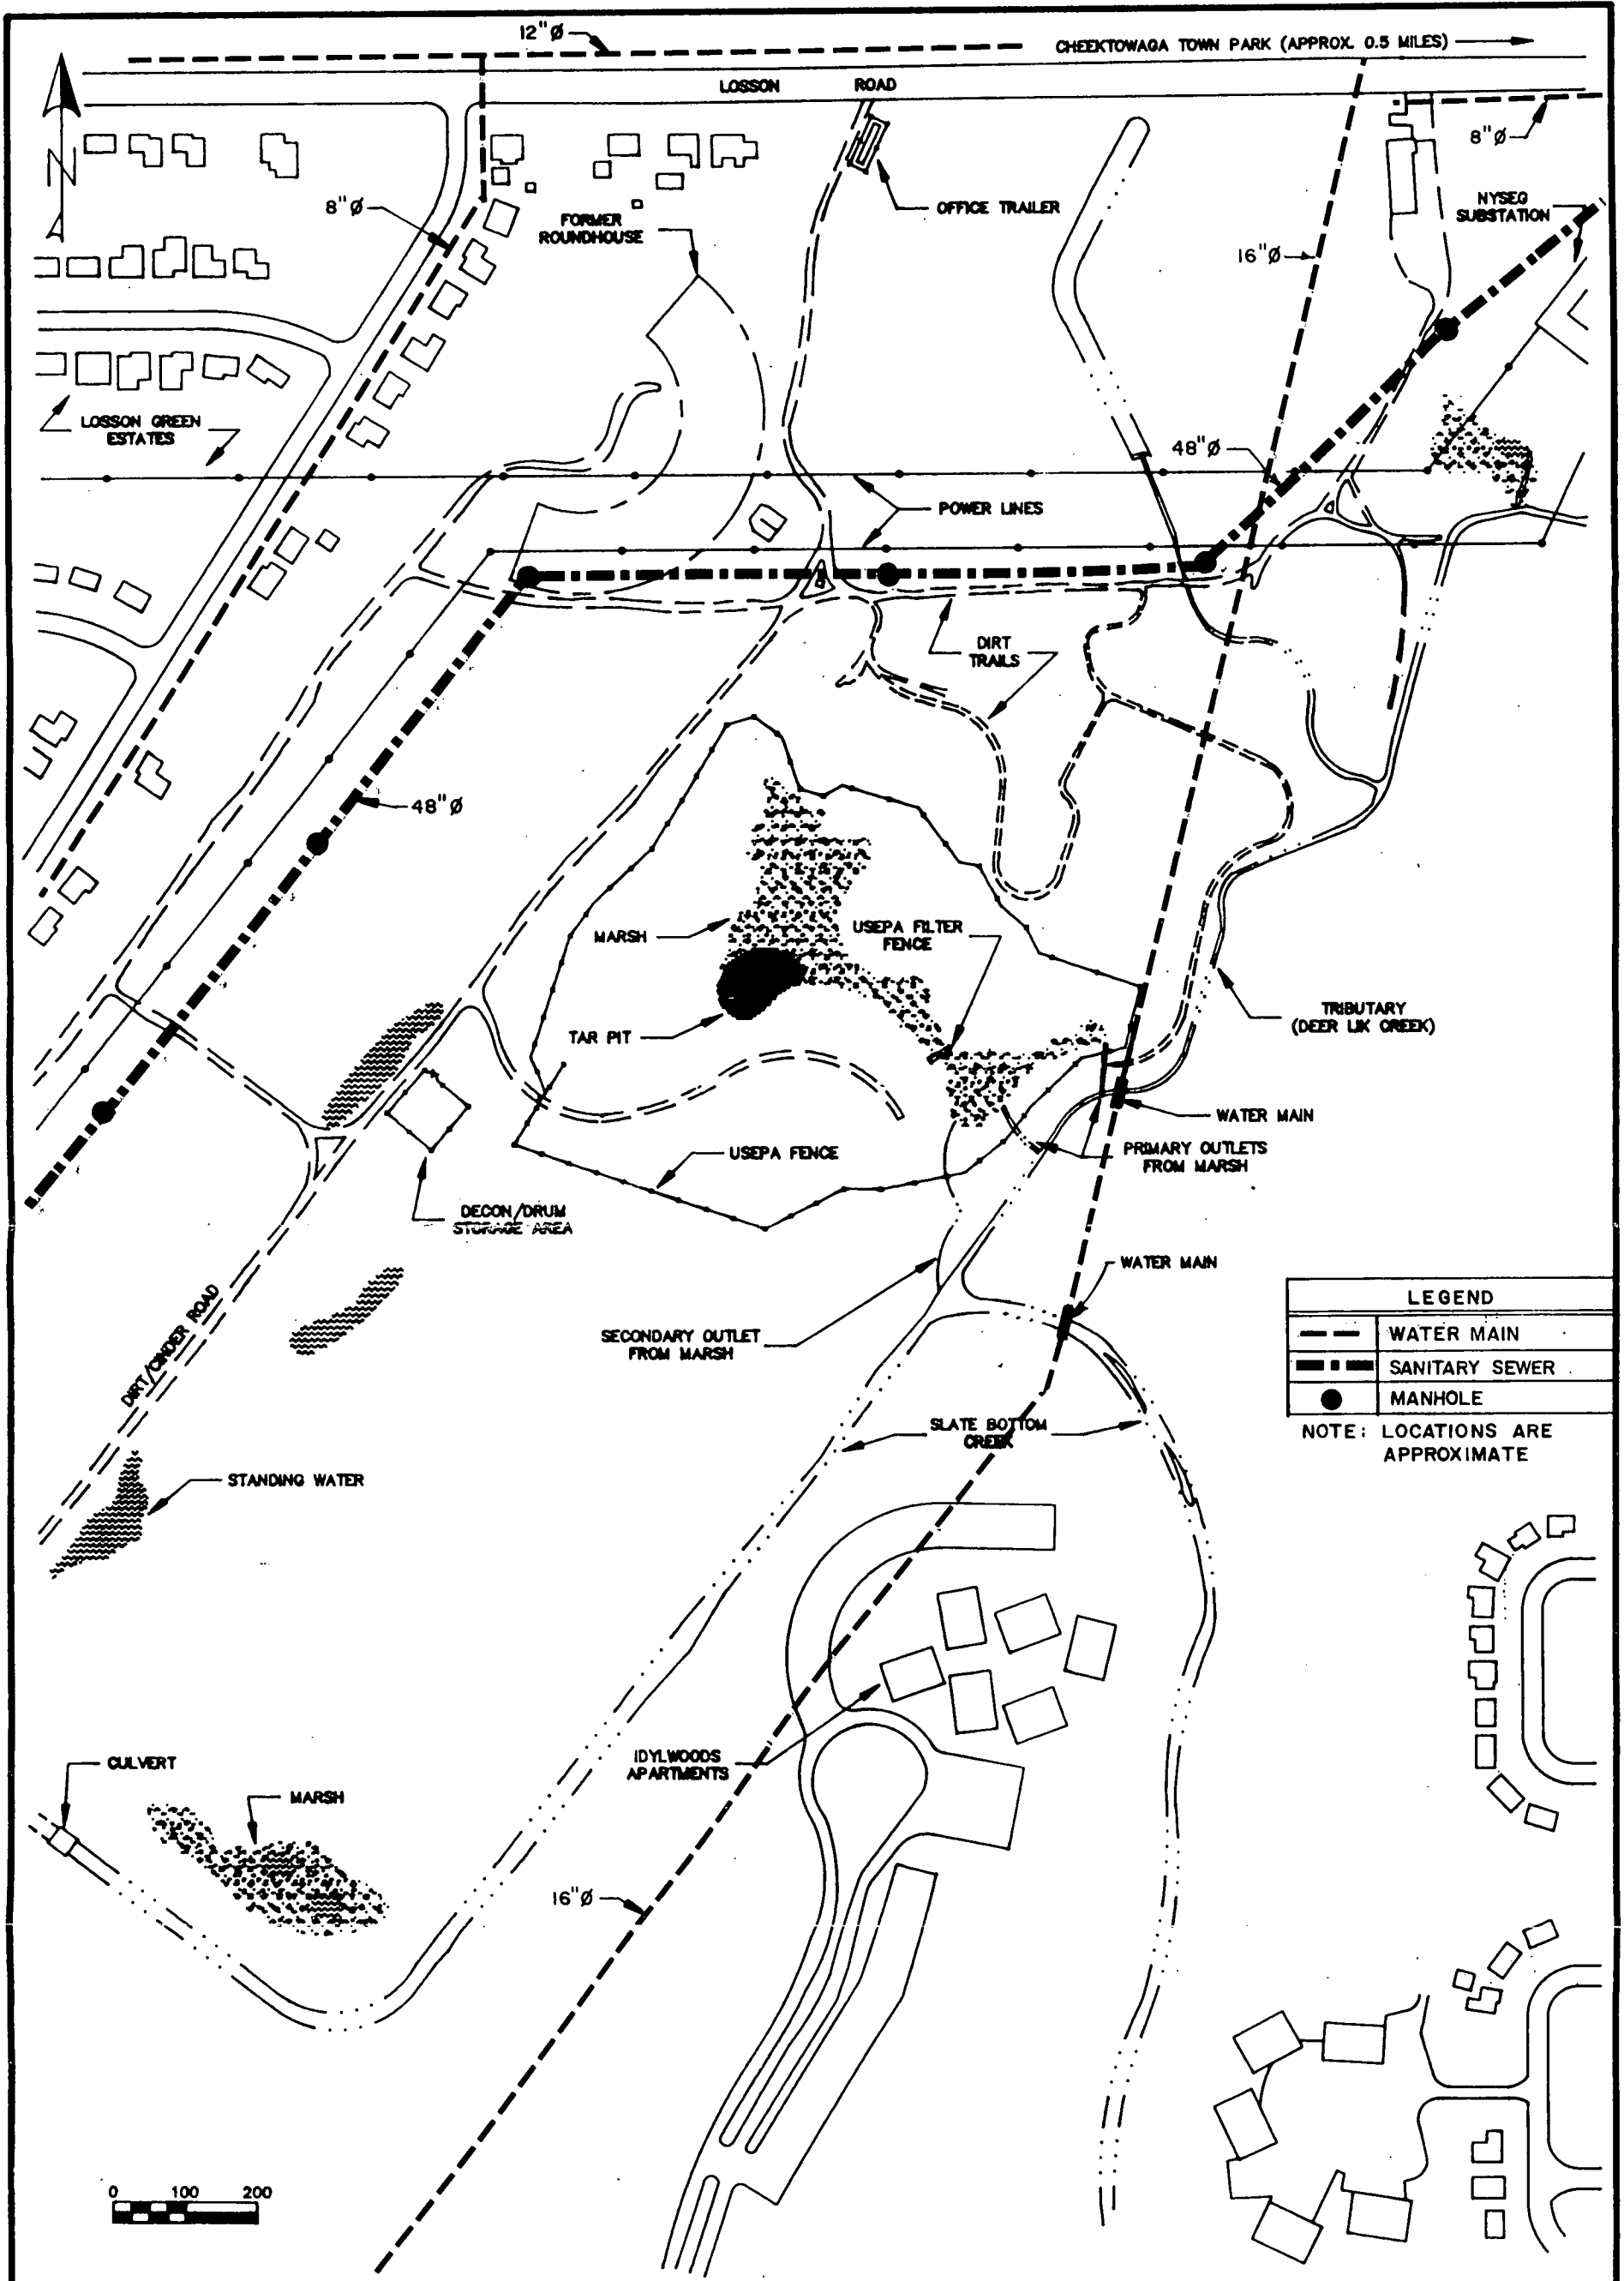 12"Ø
CHEEKTOWAGA TOWN PARK (APPROX. 0.5 MILES)
LOSSON ROAD
8"Ø
N
OFFICE TRAILER
NYSEG
SUBSTATION
8"Ø
FORMER
ROUNDHOUSE
16"Ø
LOSSON GREEN
ESTATES
48"Ø
POWER LINES
DIRT
TRAILS
48"Ø
MARSH
USEPA FILTER
FENCE
TRIBUTARY
(DEER LIK CREEK)
TAR PIT
WATER MAIN
USEPA FENCE
PRIMARY OUTLETS
FROM MARSH
DECON/DRUM
STORAGE AREA
WATER MAIN
DIRT/CINDER ROAD
SECONDARY OUTLET
FROM MARSH
LEGEND
WATER MAIN
SANITARY SEWER
MANHOLE
NOTE: LOCATIONS ARE
APPROXIMATE
SLATE BOTTOM
CREEK
STANDING WATER
CULVERT
IDYLWOODS
APARTMENTS
MARSH
16"Ø
0 100 200